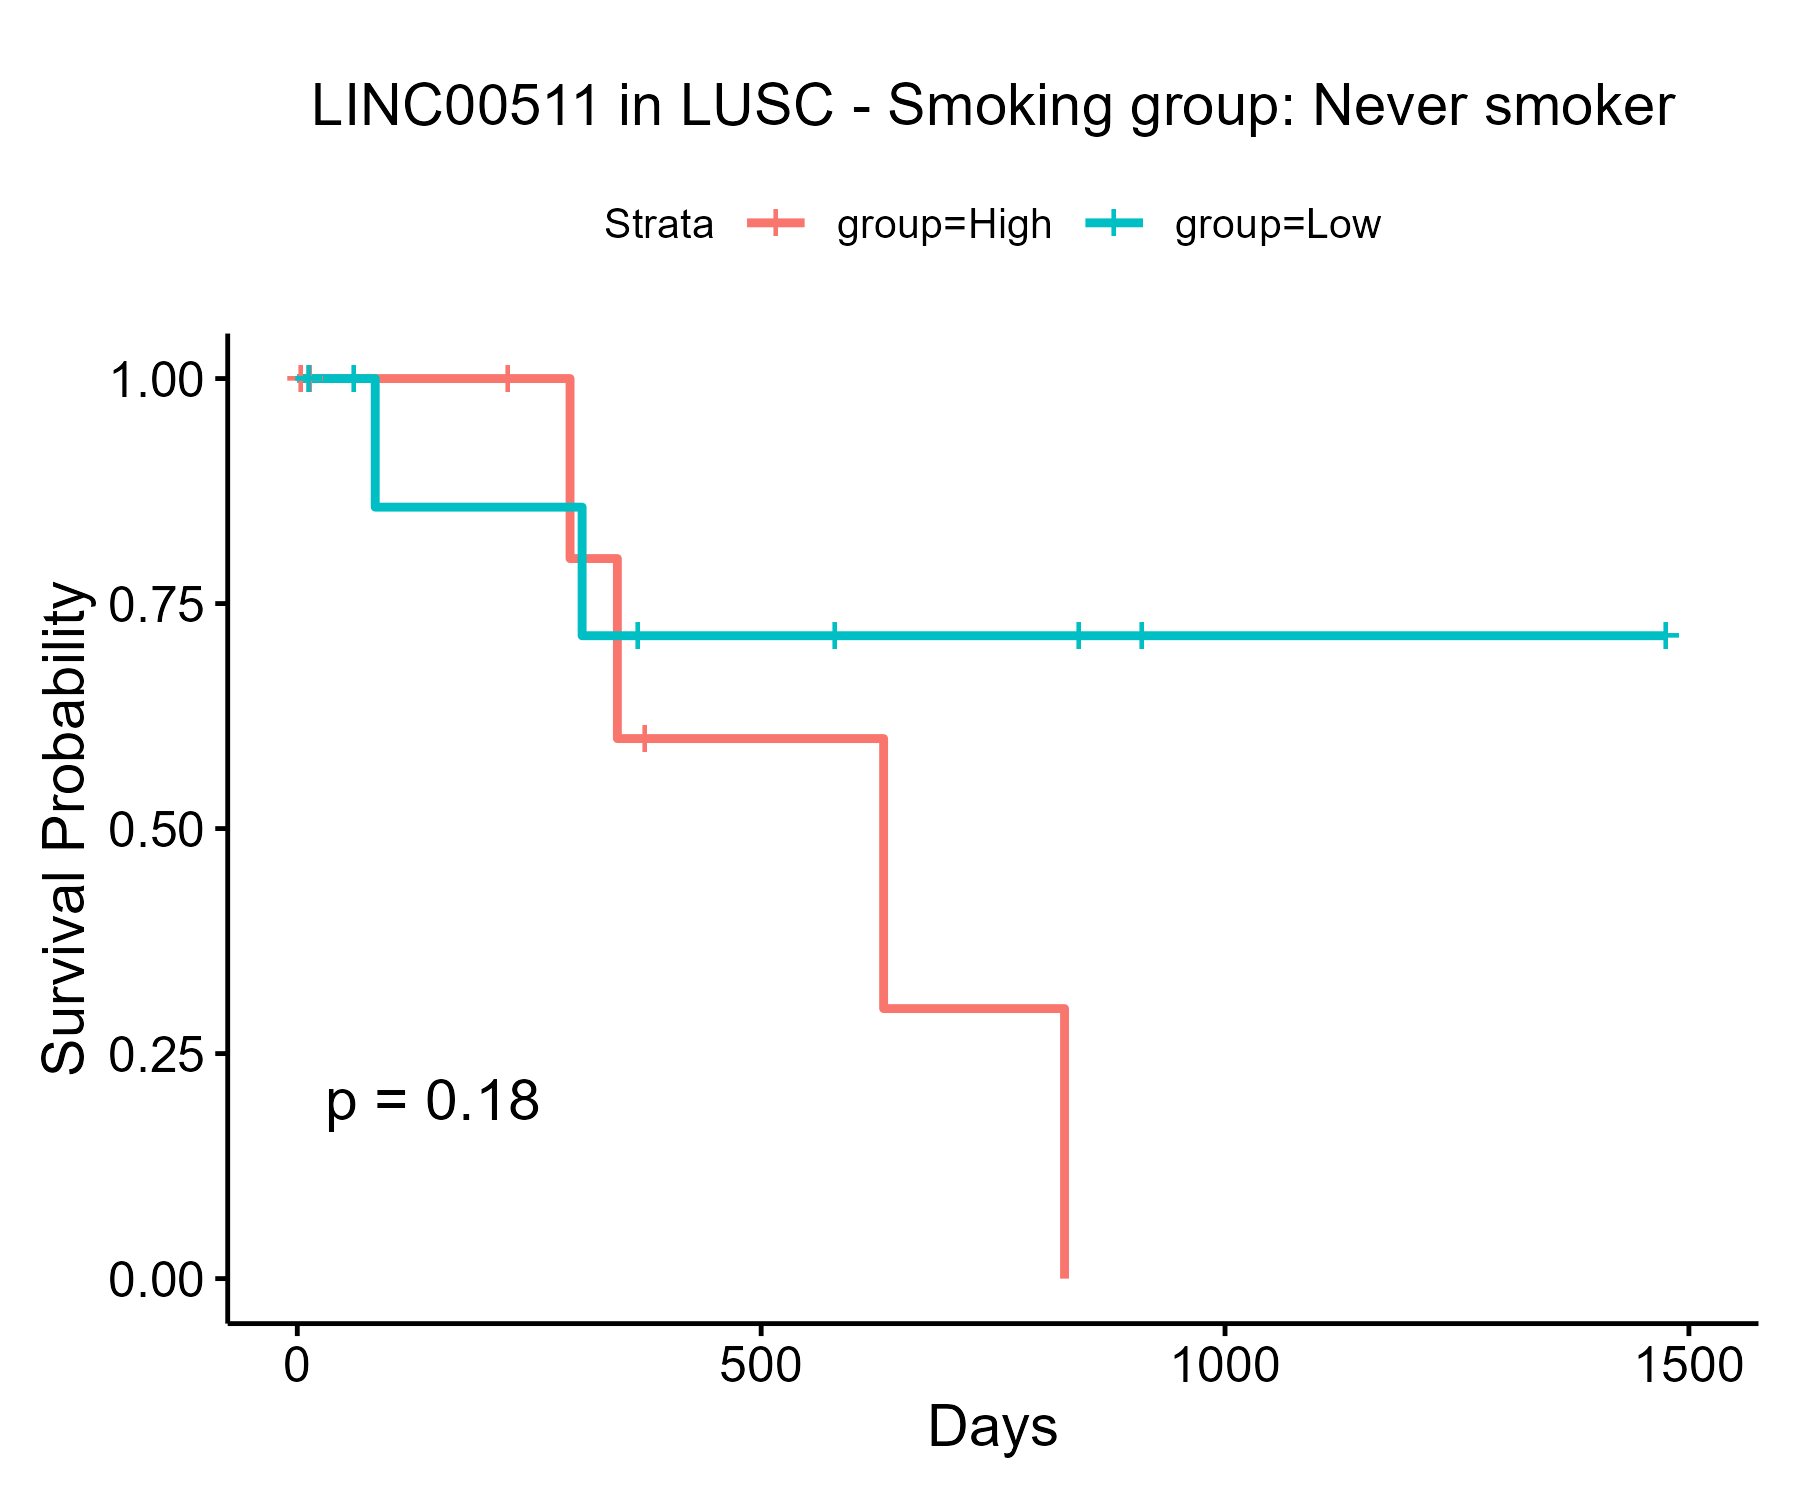 LINC00511 in LUSC - Smoking group: Never smoker
Strata group=High group=Low
Survival Probability
1.00
0.75
0.50
0.25
0.00
p = 0.18
0 500 1000 1500
Days